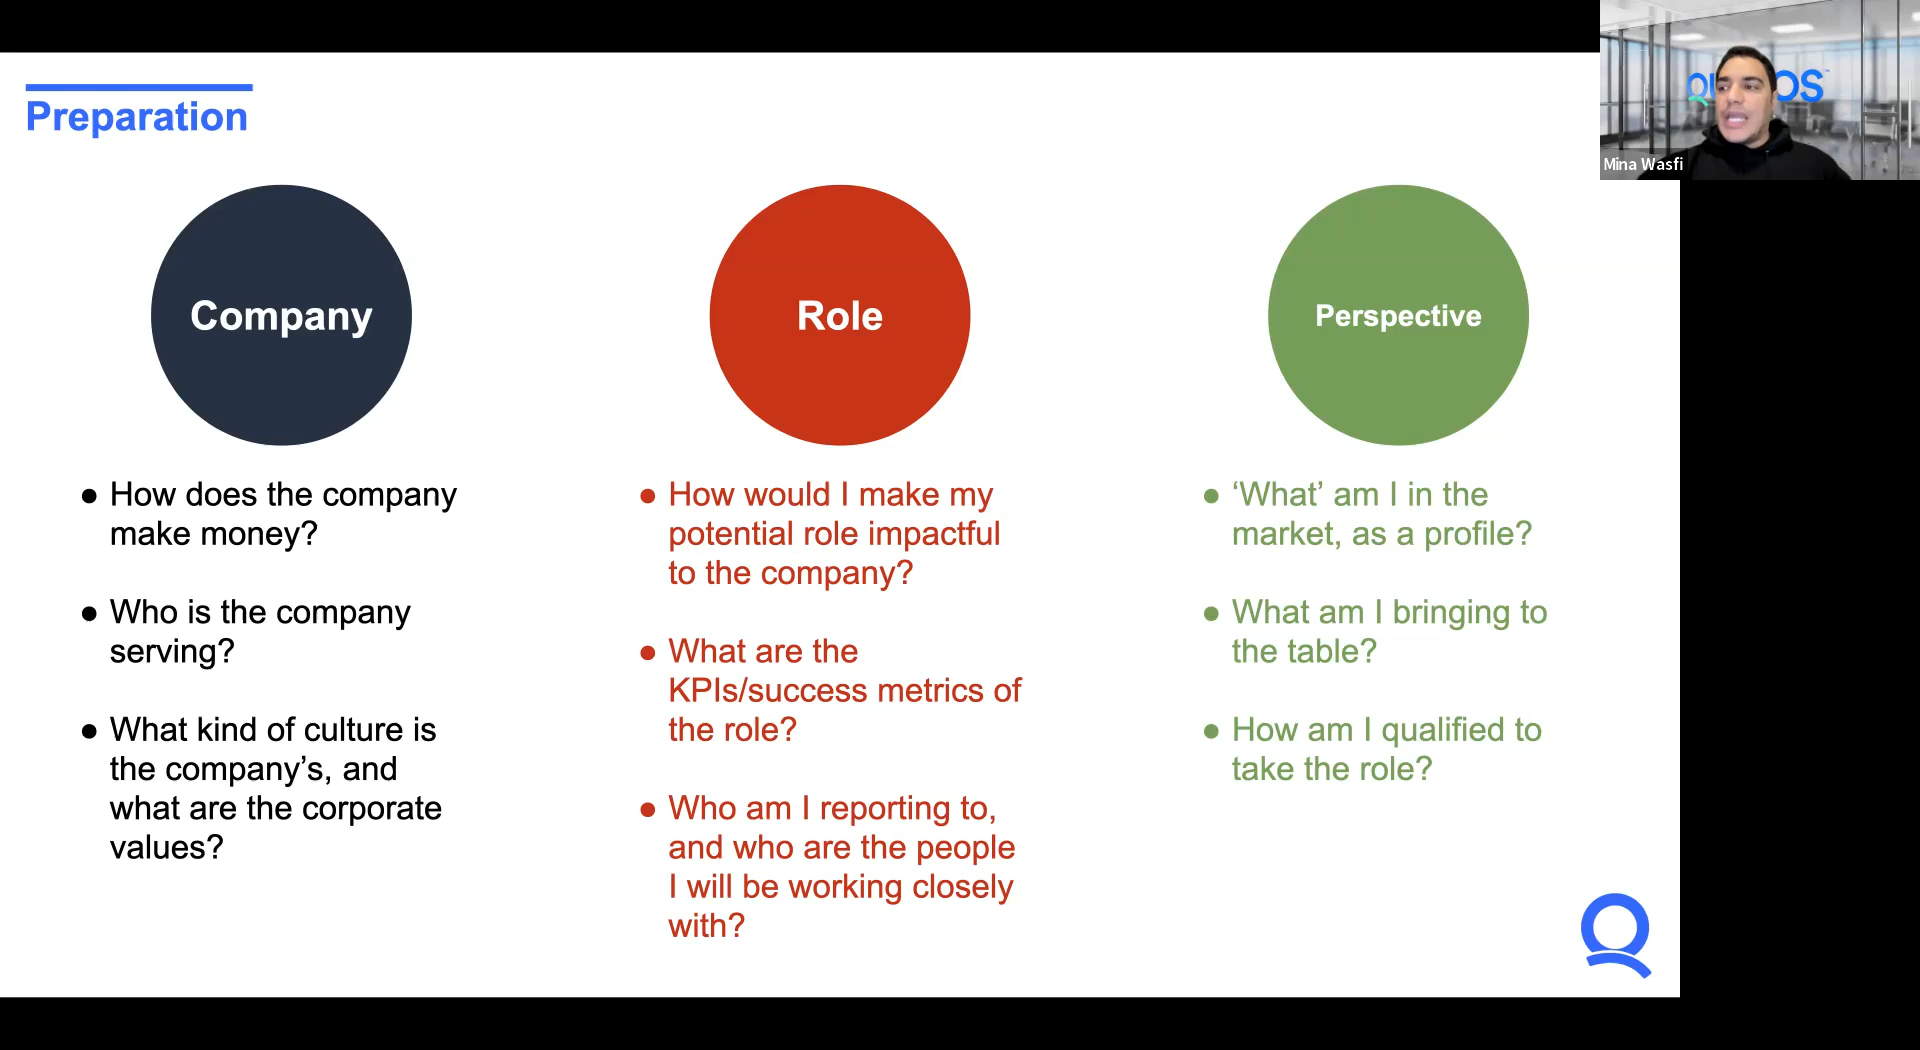 Preparation
Company
Role
Perspective
● How does the company
make money?
● Who is the company
serving?
● What kind of culture is
the company’s, and
what are the corporate
values?
● How would I make my
potential role impactful
to the company?
● What are the
KPIs/success metrics of
the role?
● Who am I reporting to,
and who are the people
I will be working closely
with?
● ‘What’ am I in the
market, as a profile?
● What am I bringing to
the table?
● How am I qualified to
take the role?
Mina Wasfi